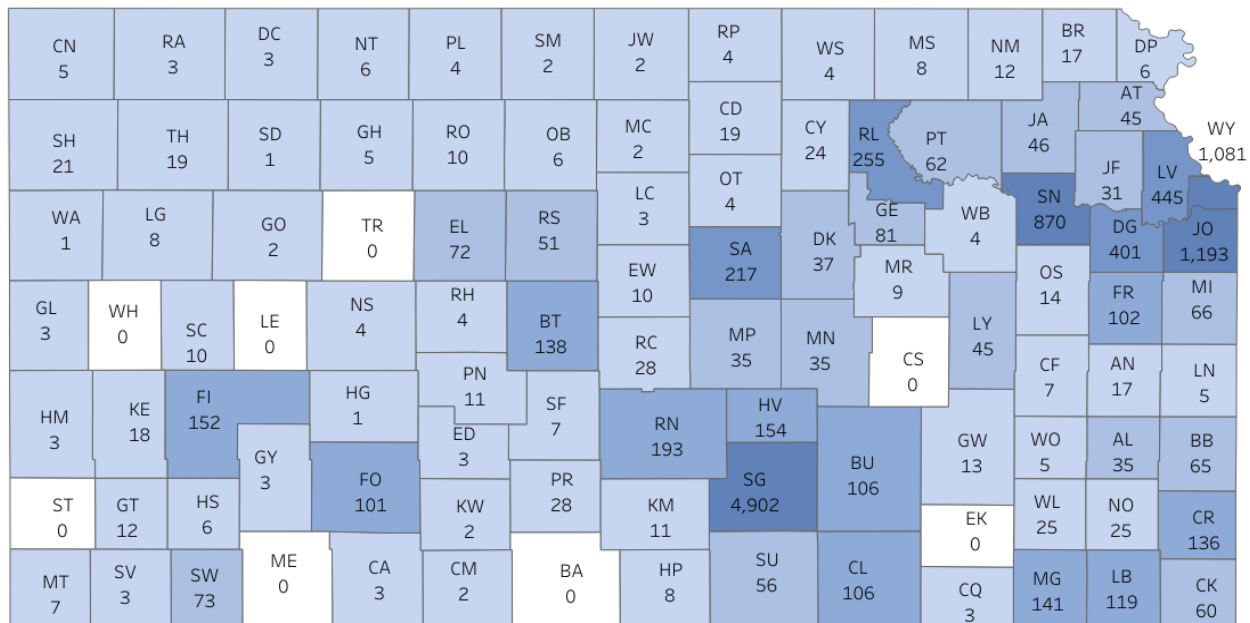 CN
5
RA
3
DC
3
NT
6
PL
4
SM
2
JW
2
RP
4
WS
4
MS
8
NM
12
BR
17
DP
6
SH
21
TH
19
SD
1
GH
5
RO
10
OB
6
MC
2
CD
19
CY
24
RL
255
PT
62
JA
46
AT
45
WY
1,081
JF
31
LV
445
WA
1
LG
8
GO
2
TR
0
EL
72
RS
51
LC
3
OT
4
DK
37
GE
81
WB
4
SN
870
DG
401
JO
1,193
SA
217
EW
10
MR
9
OS
14
FR
102
MI
66
GL
3
WH
0
SC
10
LE
0
NS
4
RH
4
BT
138
RC
28
MP
35
MN
35
CS
0
LY
45
CF
7
AN
17
LN
5
HM
3
KE
18
FI
152
HG
1
PN
11
SF
7
RN
193
HV
154
BU
106
GW
13
WO
5
AL
35
BB
65
GY
3
FO
101
ED
3
SG
4,902
ST
0
GT
12
HS
6
KW
2
PR
28
KM
11
EK
0
WL
25
NO
25
CR
136
MT
7
SV
3
SW
73
ME
0
CA
3
CM
2
BA
0
HP
8
SU
56
CL
106
CQ
3
MG
141
LB
119
CK
60